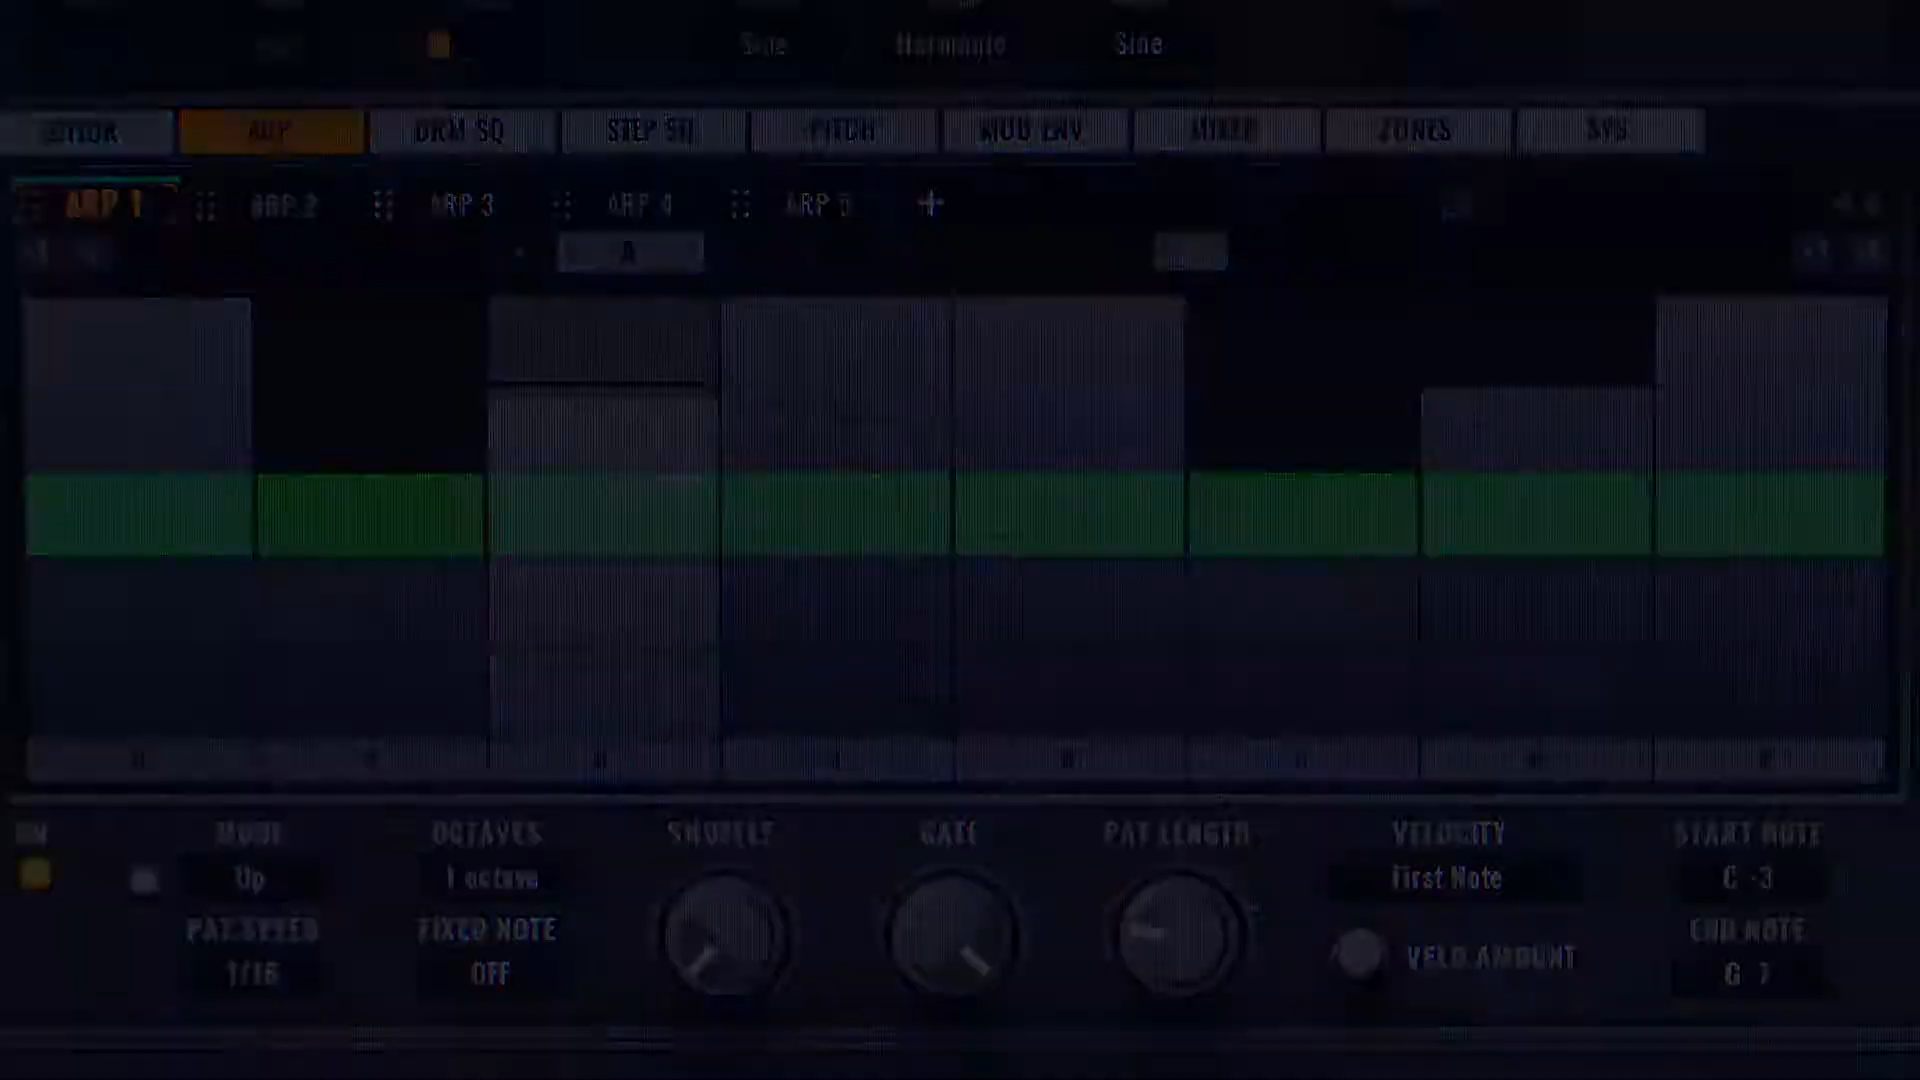 Sine Harmonic Sine
EDITOR ARP DRM SQ STEP SQ PITCH MOD ENV MIXER ZONES SYS
ARP 1 ARP 2 ARP 3 ARP 4 ARP 5 +
ON MODE OCTAVES SHUFFLE GATE PAT LENGTH VELOCITY START NOTE
Up 1 octave First Note C -3
PAT SPEED FIXED NOTE VELO AMOUNT END NOTE
1/16 OFF G 7